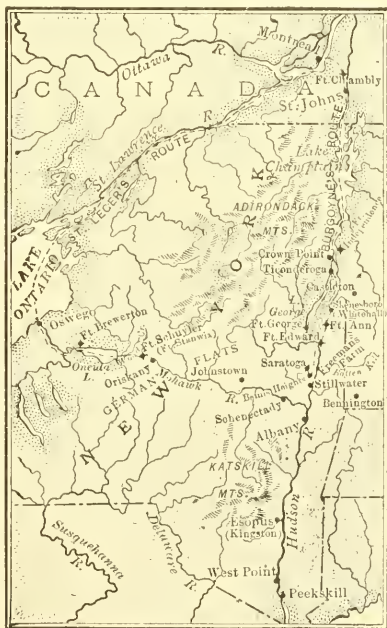 Montreal
Ottawa R.
Ft. Chambly
CANADA
St. Johns
R
St. Lawrence
ROUTE
BURGOYNE'S ROUTE
Lake Champlain
ADIRONDACK
MTS.
LAKE
ONTARIO
Crown Point
Ticonderoga
Castleton
Oswego
Ft. Brewerton
L. George
Ft. George
Ft. Ann
Whitehall
Ft. Schuyler
(Ft. Stanwix)
Ft. Edward
Oneida
L.
Oriskany
GERMAN FLATS
Johnstown
Saratoga
Freeman's
Farm
Mohawk R.
Bemis Heights
Stillwater
Bennington
Schenectady
Albany
NEW YORK
KATSKILL
MTS.
Esopus
(Kingston)
Hudson R.
Susquehanna
R.
Delaware
R.
West Point
Peekskill